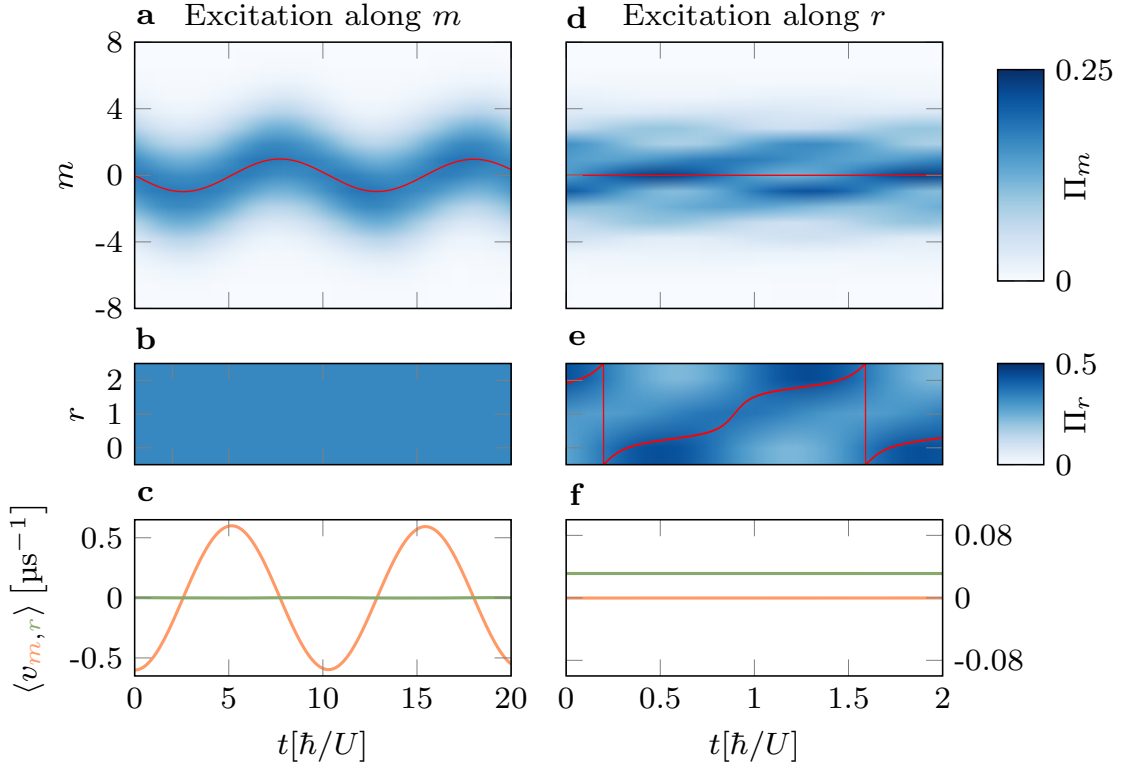 a Excitation along m
d Excitation along r
8
4
0
-4
-8
m
0.25
0
Π_m
b
2
1
0
r
e
0.5
0
Π_r
c
0.5
0
-0.5
⟨v_{m,r}⟩ [µs⁻¹]
0 5 10 15 20
t[ħ/U]
f
0.08
0
-0.08
0 0.5 1 1.5 2
t[ħ/U]